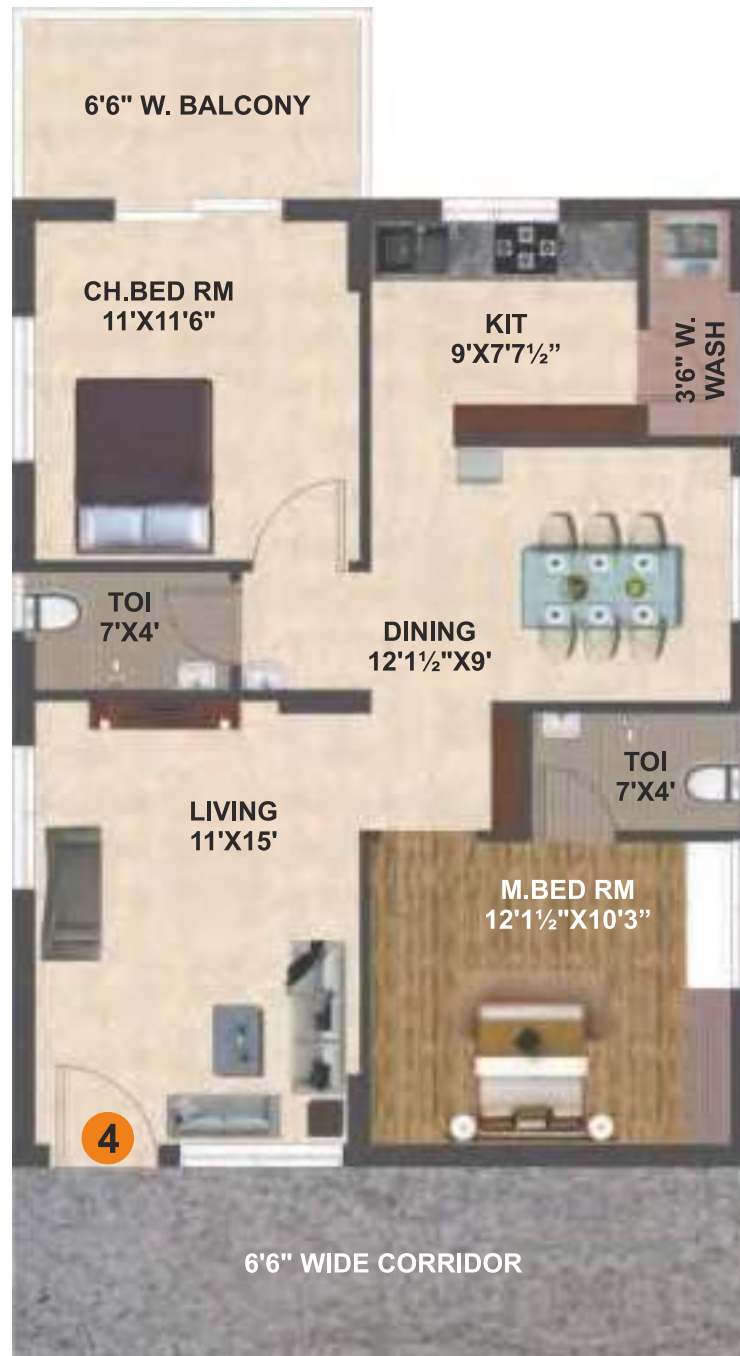 6'6" W. BALCONY
CH.BED RM
11'X11'6"
KIT
9'X7'7½”
3'6" W.
WASH
TOI
7'X4'
DINING
12'1½"X9'
TOI
7'X4'
LIVING
11'X15'
M.BED RM
12'1½"X10'3”
4
6'6" WIDE CORRIDOR